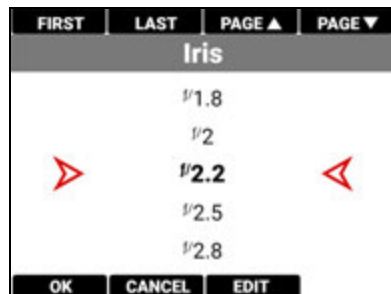 FIRST LAST PAGE▲ PAGE▼
Iris
f/1.8
f/2
f/2.2
f/2.5
f/2.8
OK CANCEL EDIT